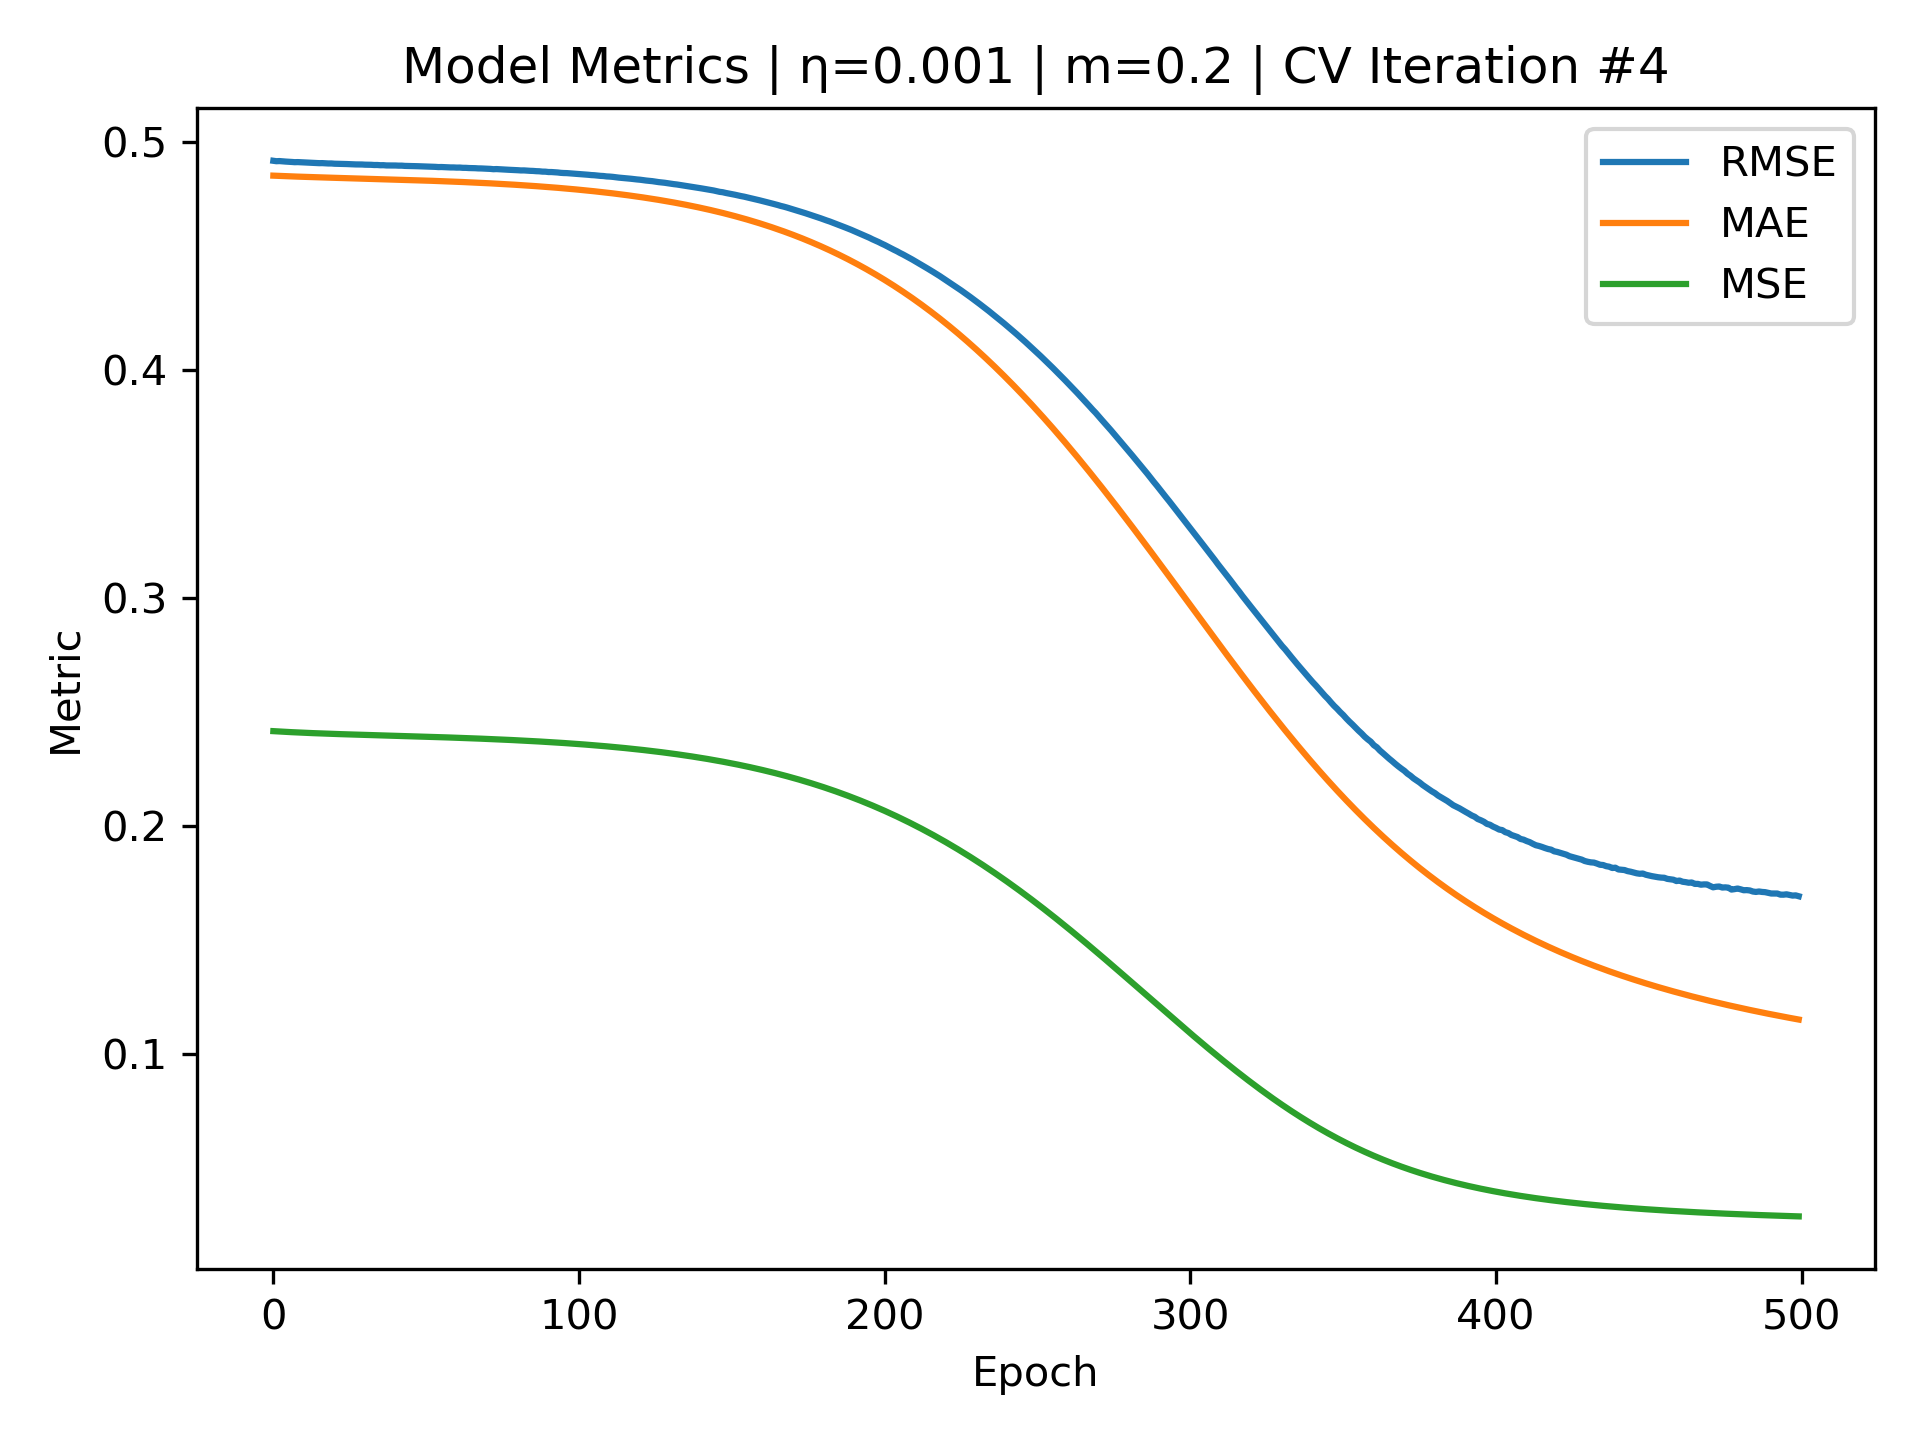 Model Metrics | η=0.001 | m=0.2 | CV Iteration #4
RMSE
MAE
MSE
0.5
0.4
0.3
0.2
0.1
Metric
0 100 200 300 400 500
Epoch